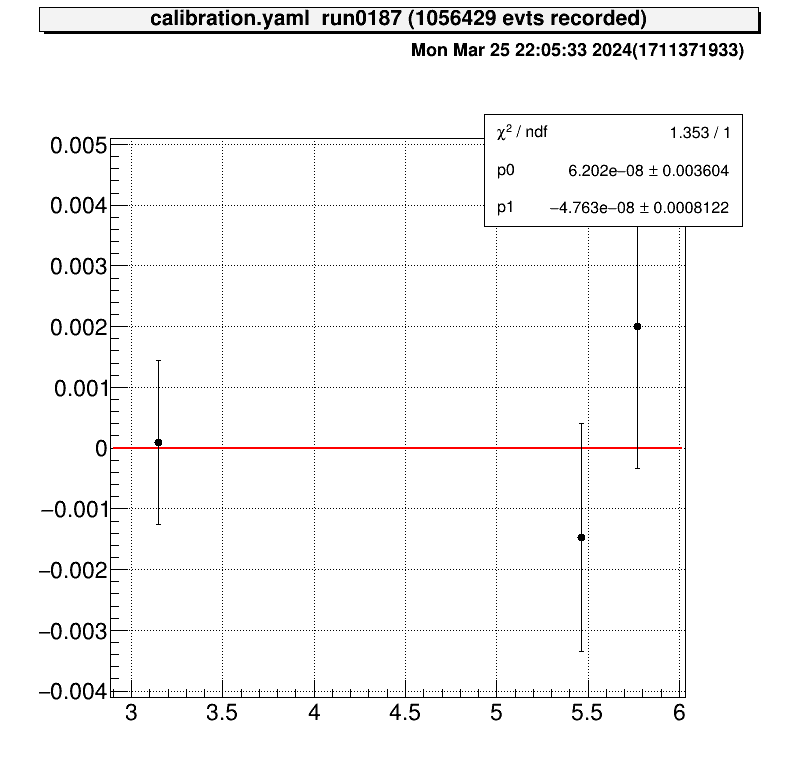 calibration.yaml run0187 (1056429 evts recorded)
Mon Mar 25 22:05:33 2024(1711371933)
χ² / ndf 1.353 / 1
p0 6.202e−08 ± 0.003604
p1 −4.763e−08 ± 0.0008122
0.005
0.004
0.003
0.002
0.001
0
−0.001
−0.002
−0.003
−0.004
3 3.5 4 4.5 5 5.5 6